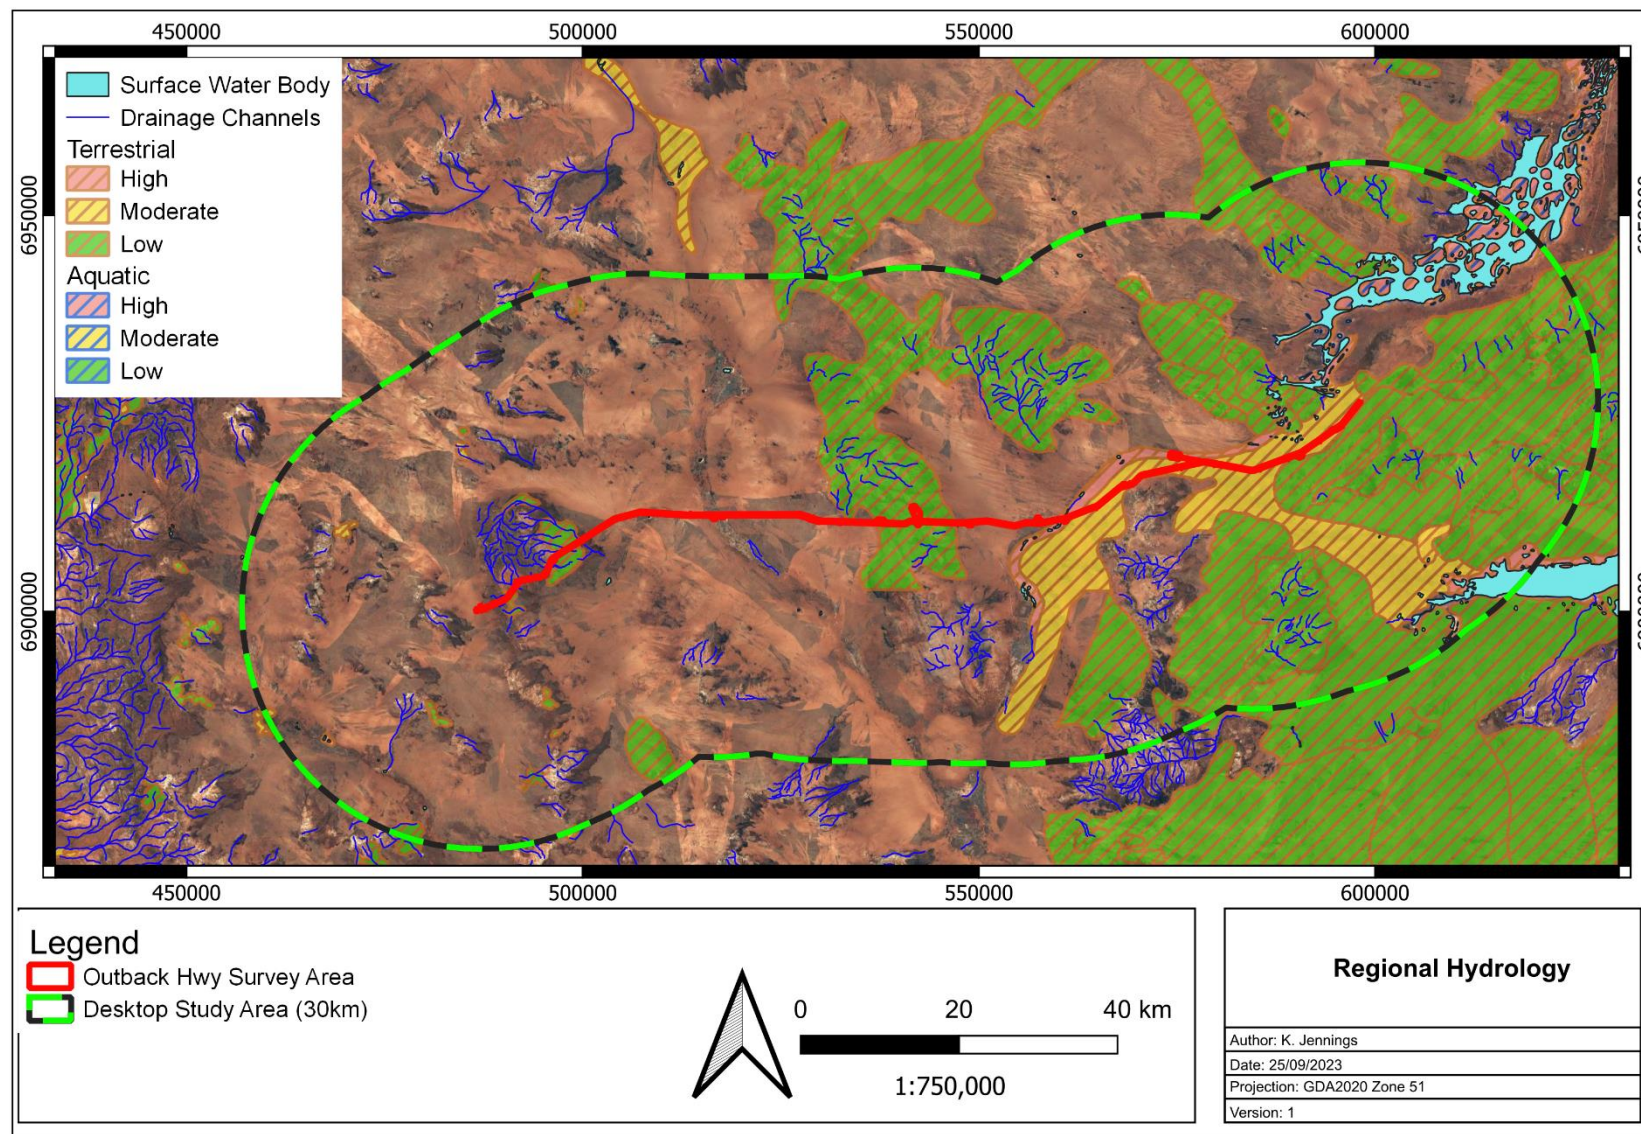 450000 500000 550000 600000
Surface Water Body
Drainage Channels
Terrestrial
High
Moderate
Low
Aquatic
High
Moderate
Low
6950000
6900000
450000 500000 550000 600000
Legend
Outback Hwy Survey Area
Desktop Study Area (30km)
0 20 40 km
1:750,000
Regional Hydrology
Author: K. Jennings
Date: 25/09/2023
Projection: GDA2020 Zone 51
Version: 1